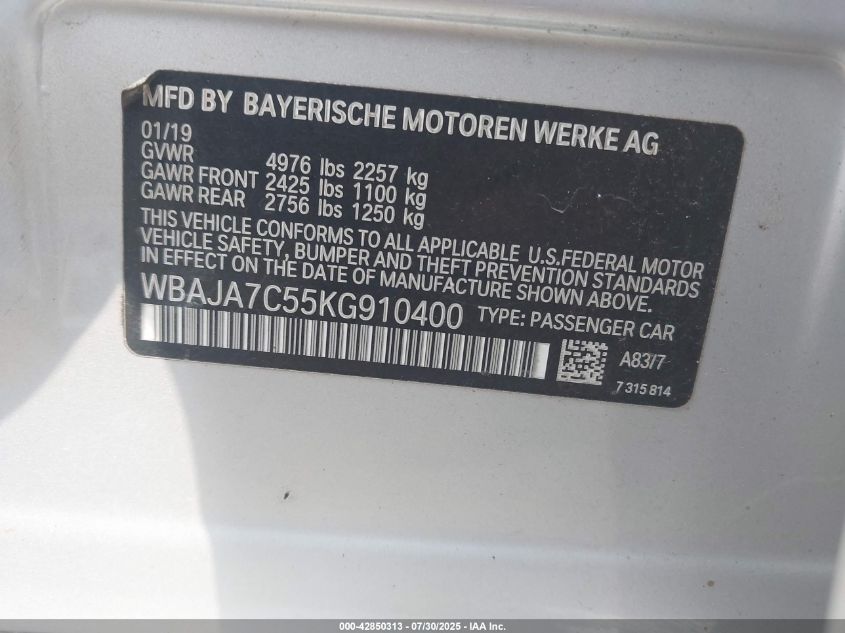 MFD BY BAYERISCHE MOTOREN WERKE AG
01/19
GVWR 4976 lbs 2257 kg
GAWR FRONT 2425 lbs 1100 kg
GAWR REAR 2756 lbs 1250 kg
THIS VEHICLE CONFORMS TO ALL APPLICABLE U.S.FEDERAL MOTOR
VEHICLE SAFETY, BUMPER AND THEFT PREVENTION STANDARDS
IN EFFECT ON THE DATE OF MANUFACTURE SHOWN ABOVE.
WBAJA7C55KG910400 TYPE: PASSENGER CAR
A83/7
7 315 814
000-42850313 - 07/30/2025 - IAA Inc.